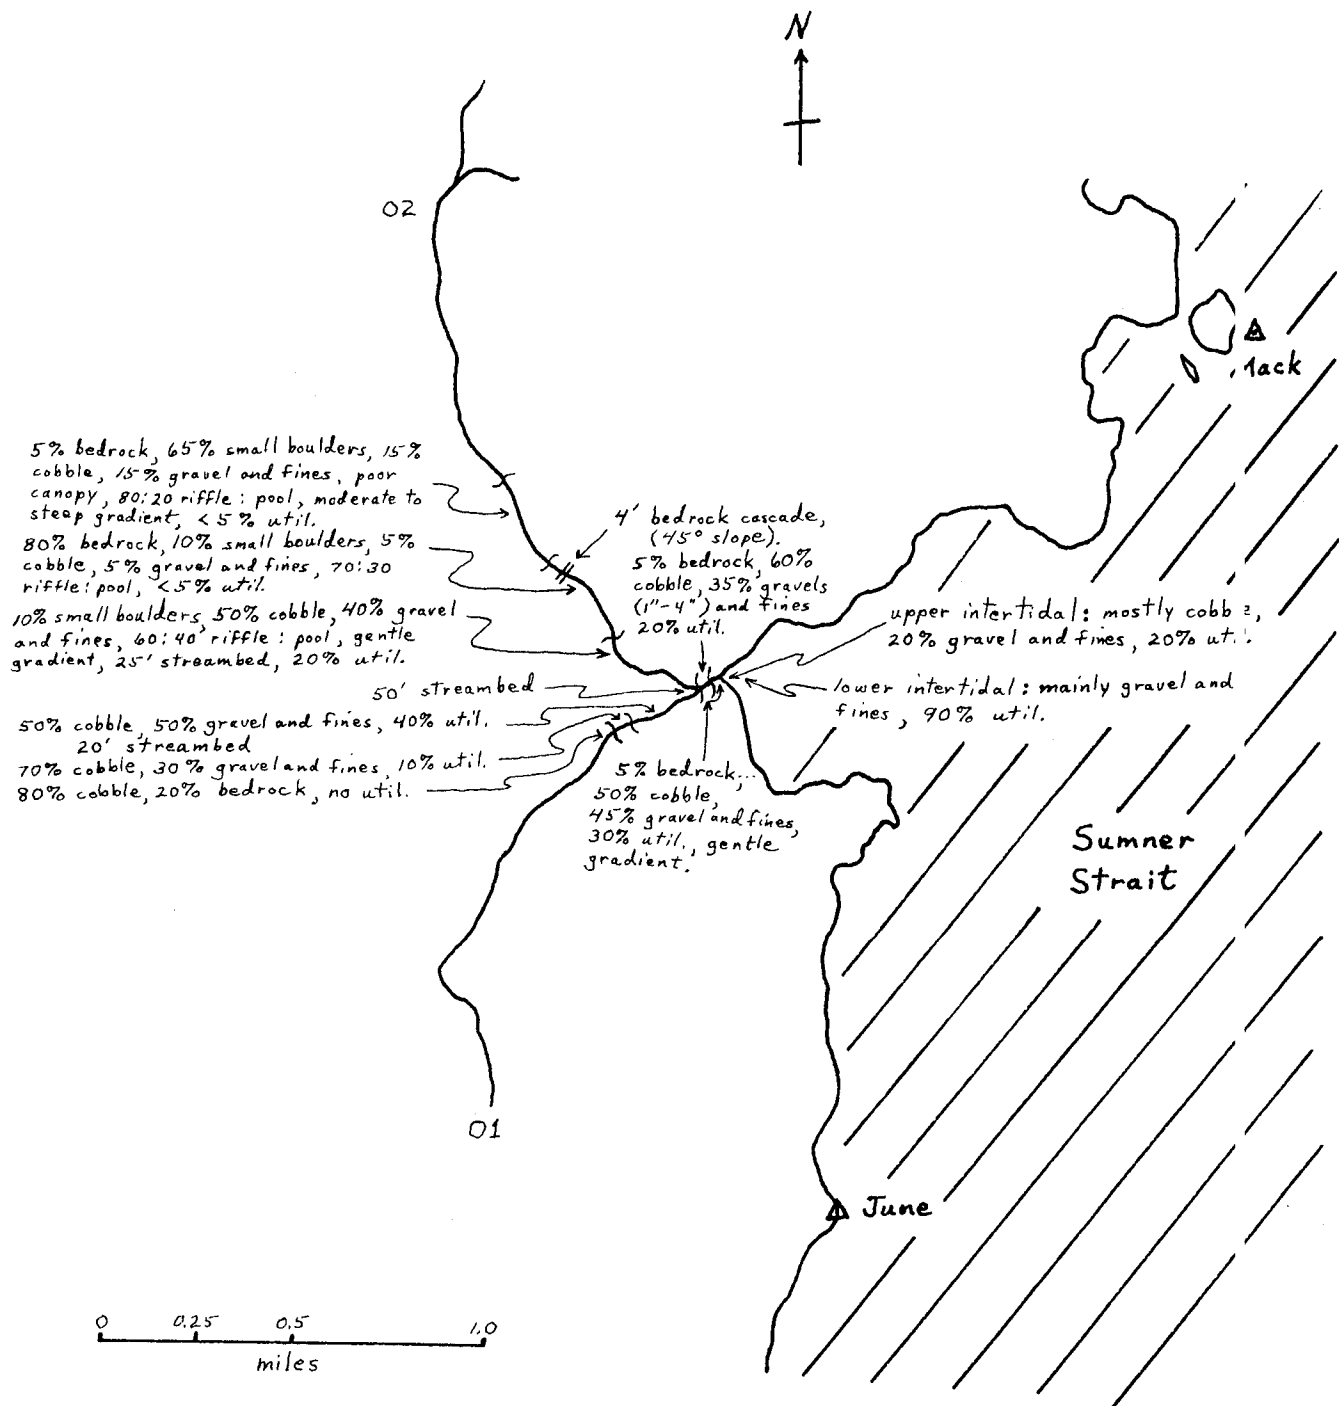 N
02
Mack
5% bedrock, 65% small boulders, 15%
cobble, 15% gravel and fines, poor
canopy, 80:20 riffle : pool, moderate to
steep gradient, < 5% util.
80% bedrock, 10% small boulders, 5%
cobble, 5% gravel and fines, 70:30
riffle: pool, < 5% util.
10% small boulders, 50% cobble, 40% gravel
and fines, 60:40 riffle : pool, gentle
gradient, 25' streambed, 20% util.
50' streambed
50% cobble, 50% gravel and fines, 40% util.
20' streambed
70% cobble, 30% gravel and fines, 10% util.
80% cobble, 20% bedrock, no util.
4' bedrock cascade,
(45° slope).
5% bedrock, 60%
cobble, 35% gravels
(1"-4") and fines
20% util.
upper intertidal: mostly cobble,
20% gravel and fines, 20% util.
lower intertidal: mainly gravel and
fines, 90% util.
5% bedrock...
50% cobble,
45% gravel and fines,
30% util., gentle
gradient.
Sumner
Strait
01
June
0 0.25 0.5 1.0
miles